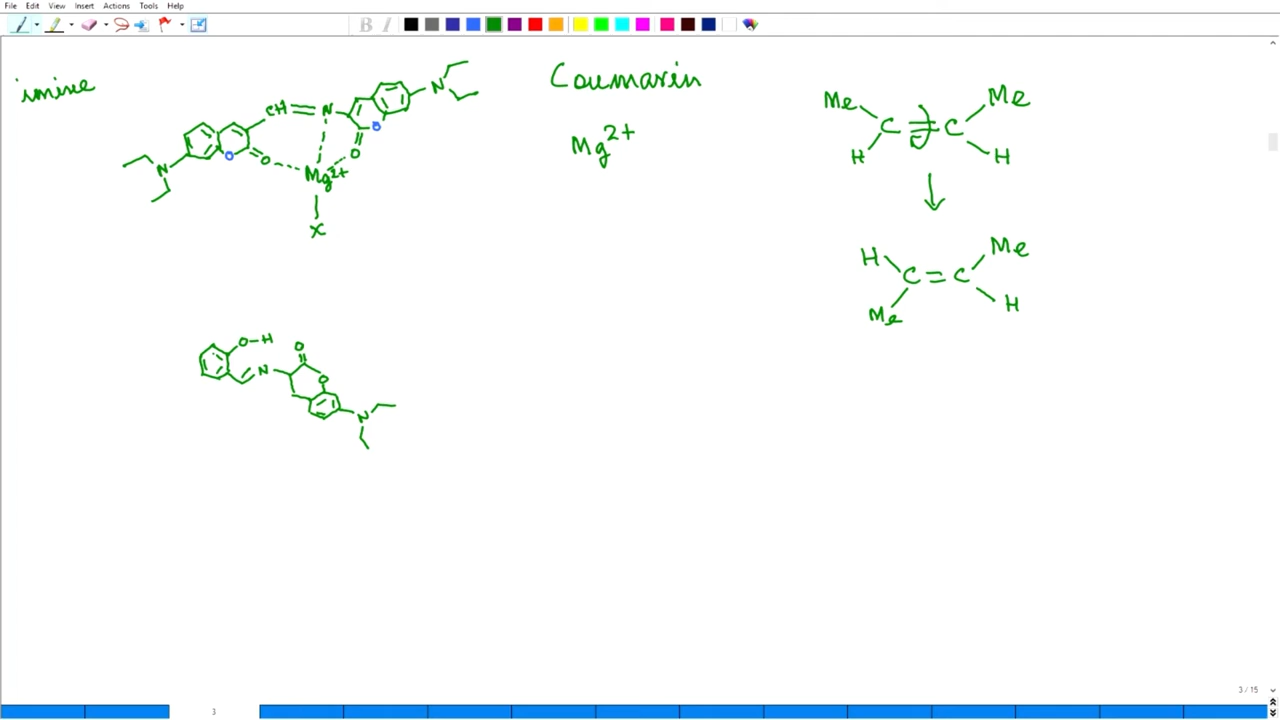 File Edit View Insert Actions Tools Help
B I
imine
CH = N
N
O
O
O
O
N
Mg2+
X
Coumarin
Mg2+
Me
Me
C = C
H
H
H
Me
C = C
Me
H
O-H
O
N
O
N
3 / 15
3